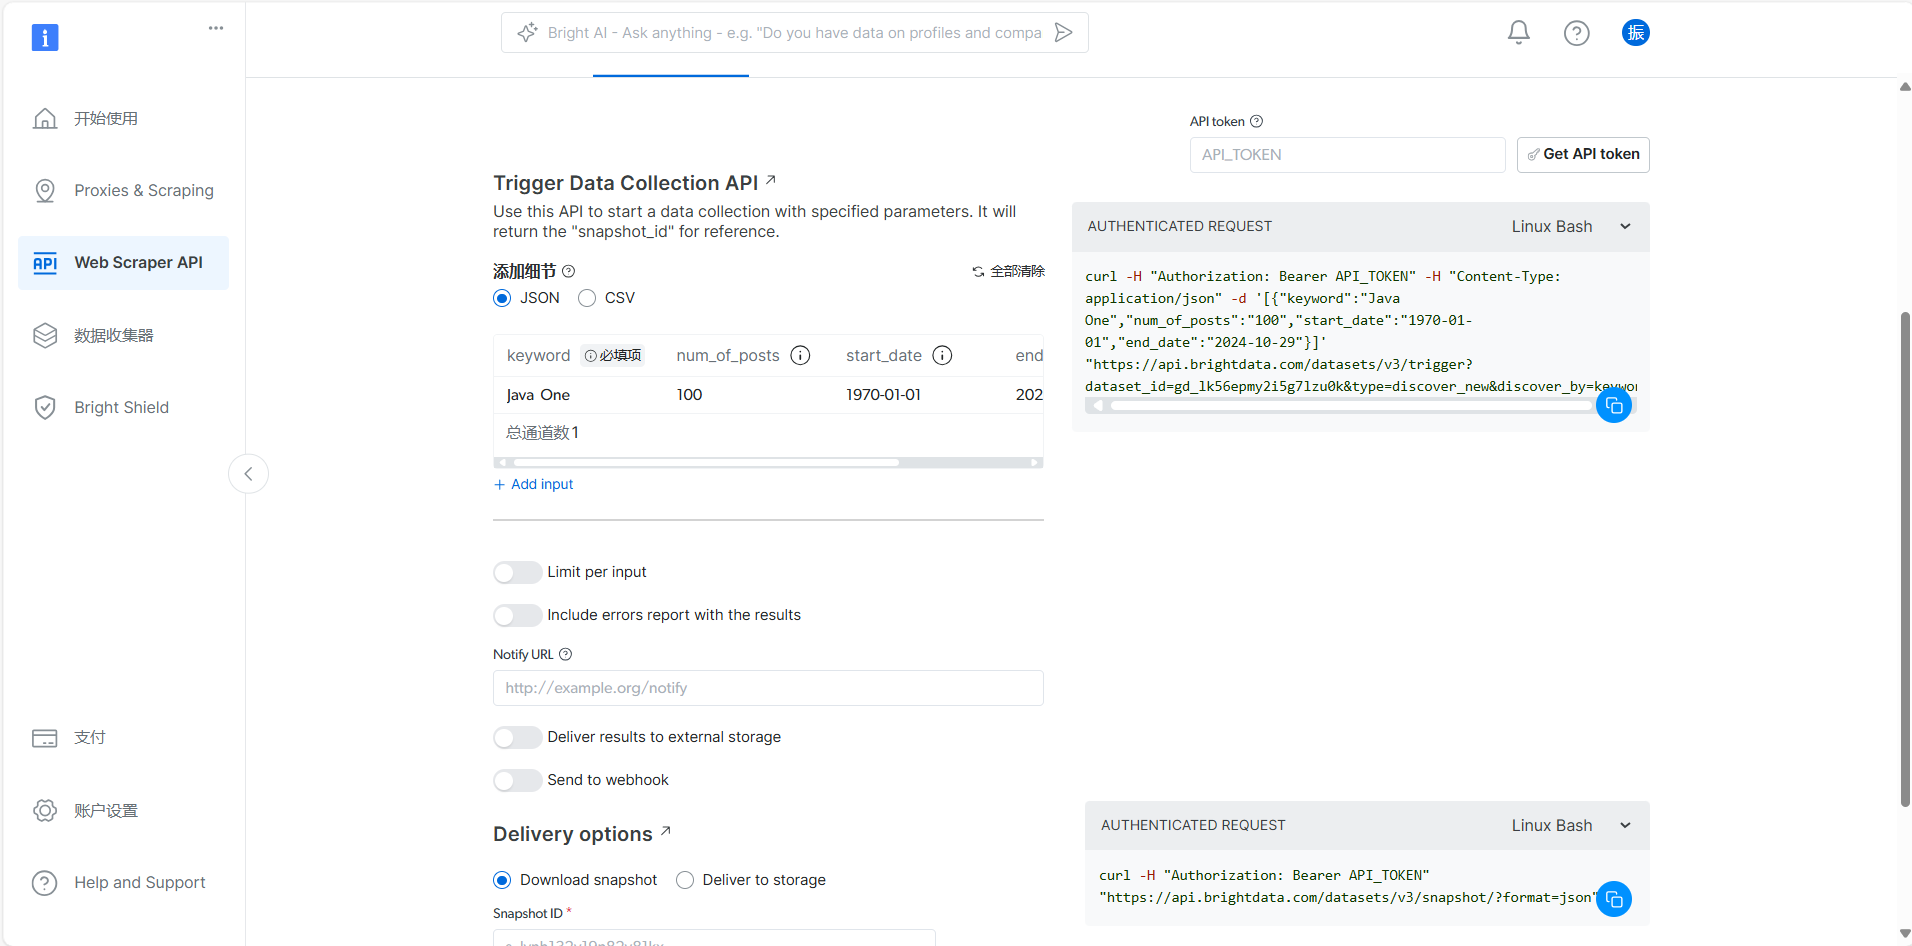 Bright AI - Ask anything - e.g. "Do you have data on profiles and compa
振
开始使用
Proxies & Scraping
API
Web Scraper API
数据收集器
Bright Shield
支付
账户设置
Help and Support
API token
API_TOKEN
Get API token
Trigger Data Collection API
Use this API to start a data collection with specified parameters. It will
return the "snapshot_id" for reference.
添加细节
全部清除
JSON
CSV
keyword 必填项 num_of_posts start_date end
Java One 100 1970-01-01 202
总通道数1
Add input
Limit per input
Include errors report with the results
Notify URL
http://example.org/notify
Deliver results to external storage
Send to webhook
Delivery options
Download snapshot
Deliver to storage
Snapshot ID *
AUTHENTICATED REQUEST
Linux Bash
curl -H "Authorization: Bearer API_TOKEN" -H "Content-Type:
application/json" -d '[{"keyword":"Java
One","num_of_posts":"100","start_date":"1970-01-
01","end_date":"2024-10-29"}]'
"https://api.brightdata.com/datasets/v3/trigger?
dataset_id=gd_lk56epmy2i5g7lzu0k&type=discover_new&discover_by=keywor
AUTHENTICATED REQUEST
Linux Bash
curl -H "Authorization: Bearer API_TOKEN"
"https://api.brightdata.com/datasets/v3/snapshot/?format=json"